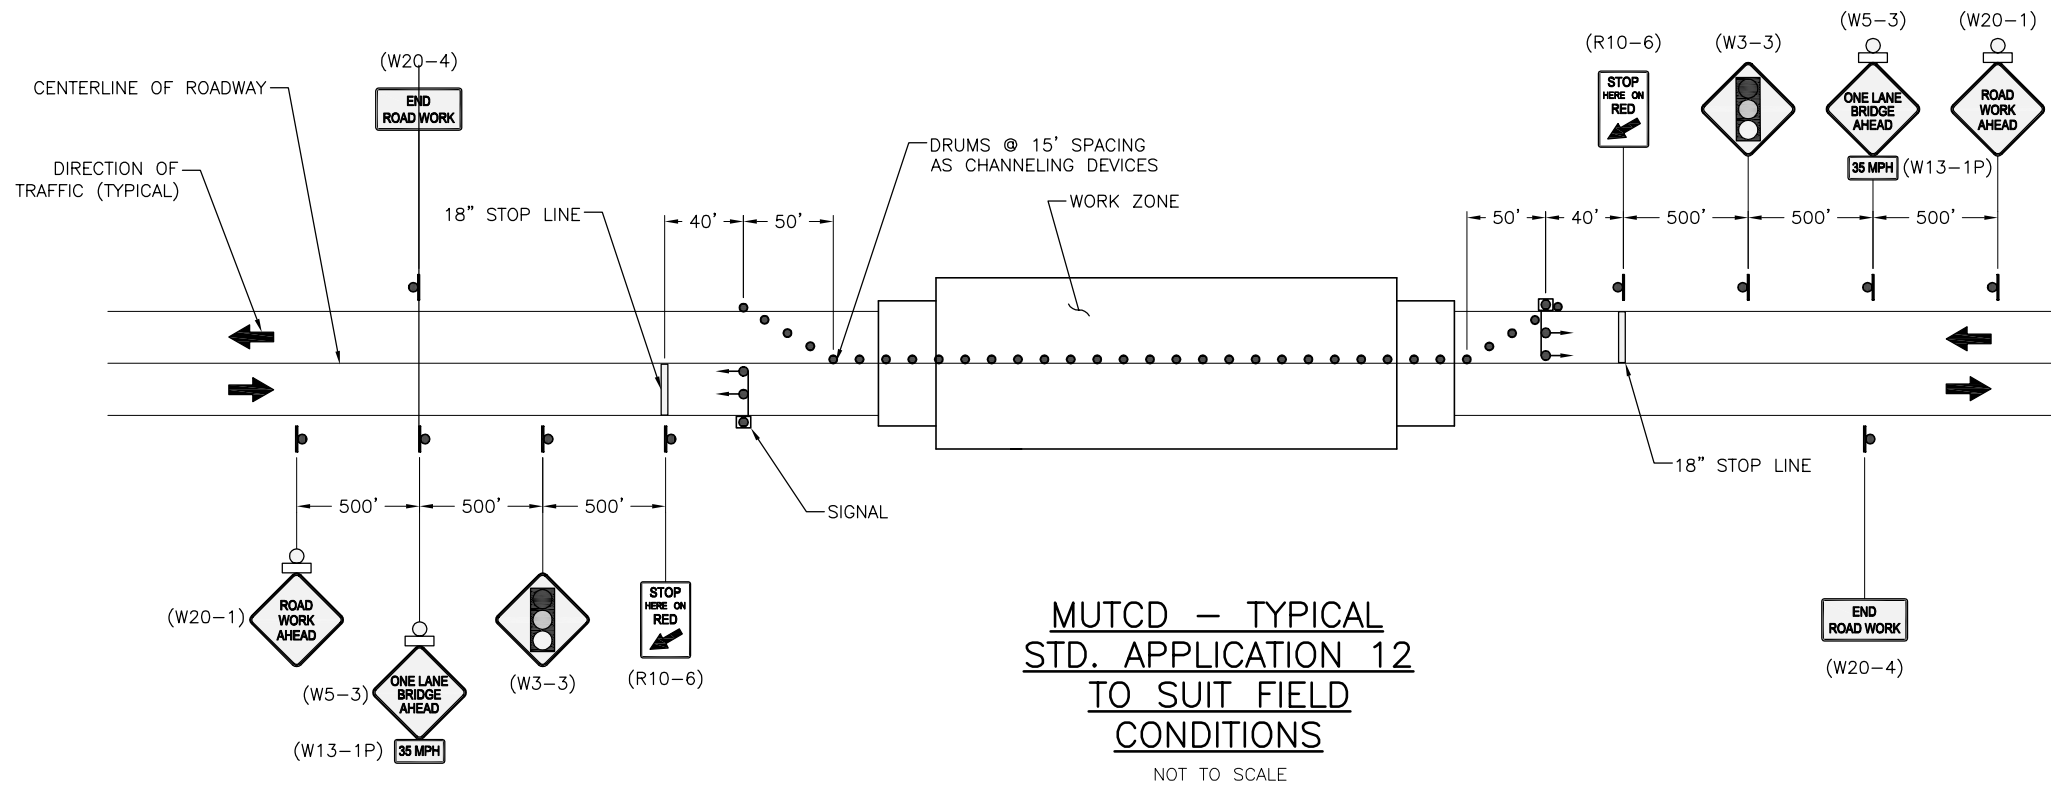 (W20-4)
END
ROAD WORK
CENTERLINE OF ROADWAY
DIRECTION OF
TRAFFIC (TYPICAL)
18" STOP LINE
40'
50'
DRUMS @ 15' SPACING
AS CHANNELING DEVICES
WORK ZONE
(R10-6)
STOP
HERE ON
RED
(W3-3)
(W5-3)
ONE LANE
BRIDGE
AHEAD
35 MPH
(W13-1P)
(W20-1)
ROAD
WORK
AHEAD
50'
40'
500'
500'
500'
18" STOP LINE
SIGNAL
500'
500'
500'
(W20-1)
ROAD
WORK
AHEAD
(W5-3)
ONE LANE
BRIDGE
AHEAD
(W13-1P)
35 MPH
(W3-3)
STOP
HERE ON
RED
(R10-6)
MUTCD - TYPICAL
STD. APPLICATION 12
TO SUIT FIELD
CONDITIONS
NOT TO SCALE
END
ROAD WORK
(W20-4)